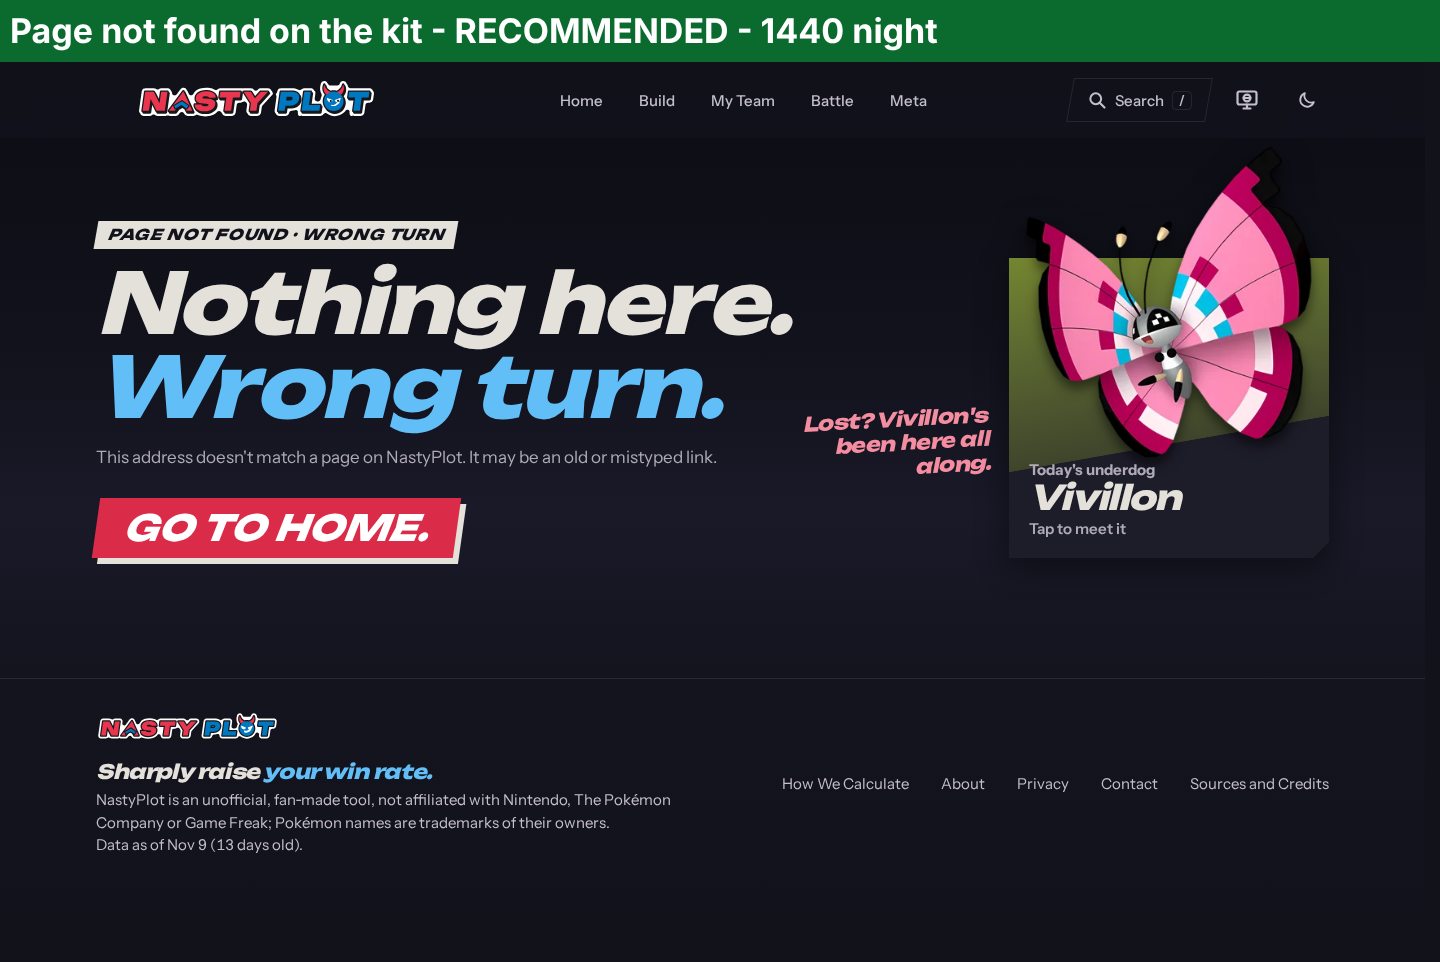 Page not found on the kit - RECOMMENDED - 1440 night
NASTY PLOT
Home
Build
My Team
Battle
Meta
Search /
PAGE NOT FOUND · WRONG TURN
Nothing here.
Wrong turn.
This address doesn't match a page on NastyPlot. It may be an old or mistyped link.
GO TO HOME.
Lost? Vivillon's
been here all
along.
Today's underdog
Vivillon
Tap to meet it
NASTY PLOT
Sharply raise your win rate.
NastyPlot is an unofficial, fan-made tool, not affiliated with Nintendo, The Pokémon
Company or Game Freak; Pokémon names are trademarks of their owners.
Data as of Nov 9 (13 days old).
How We Calculate
About
Privacy
Contact
Sources and Credits